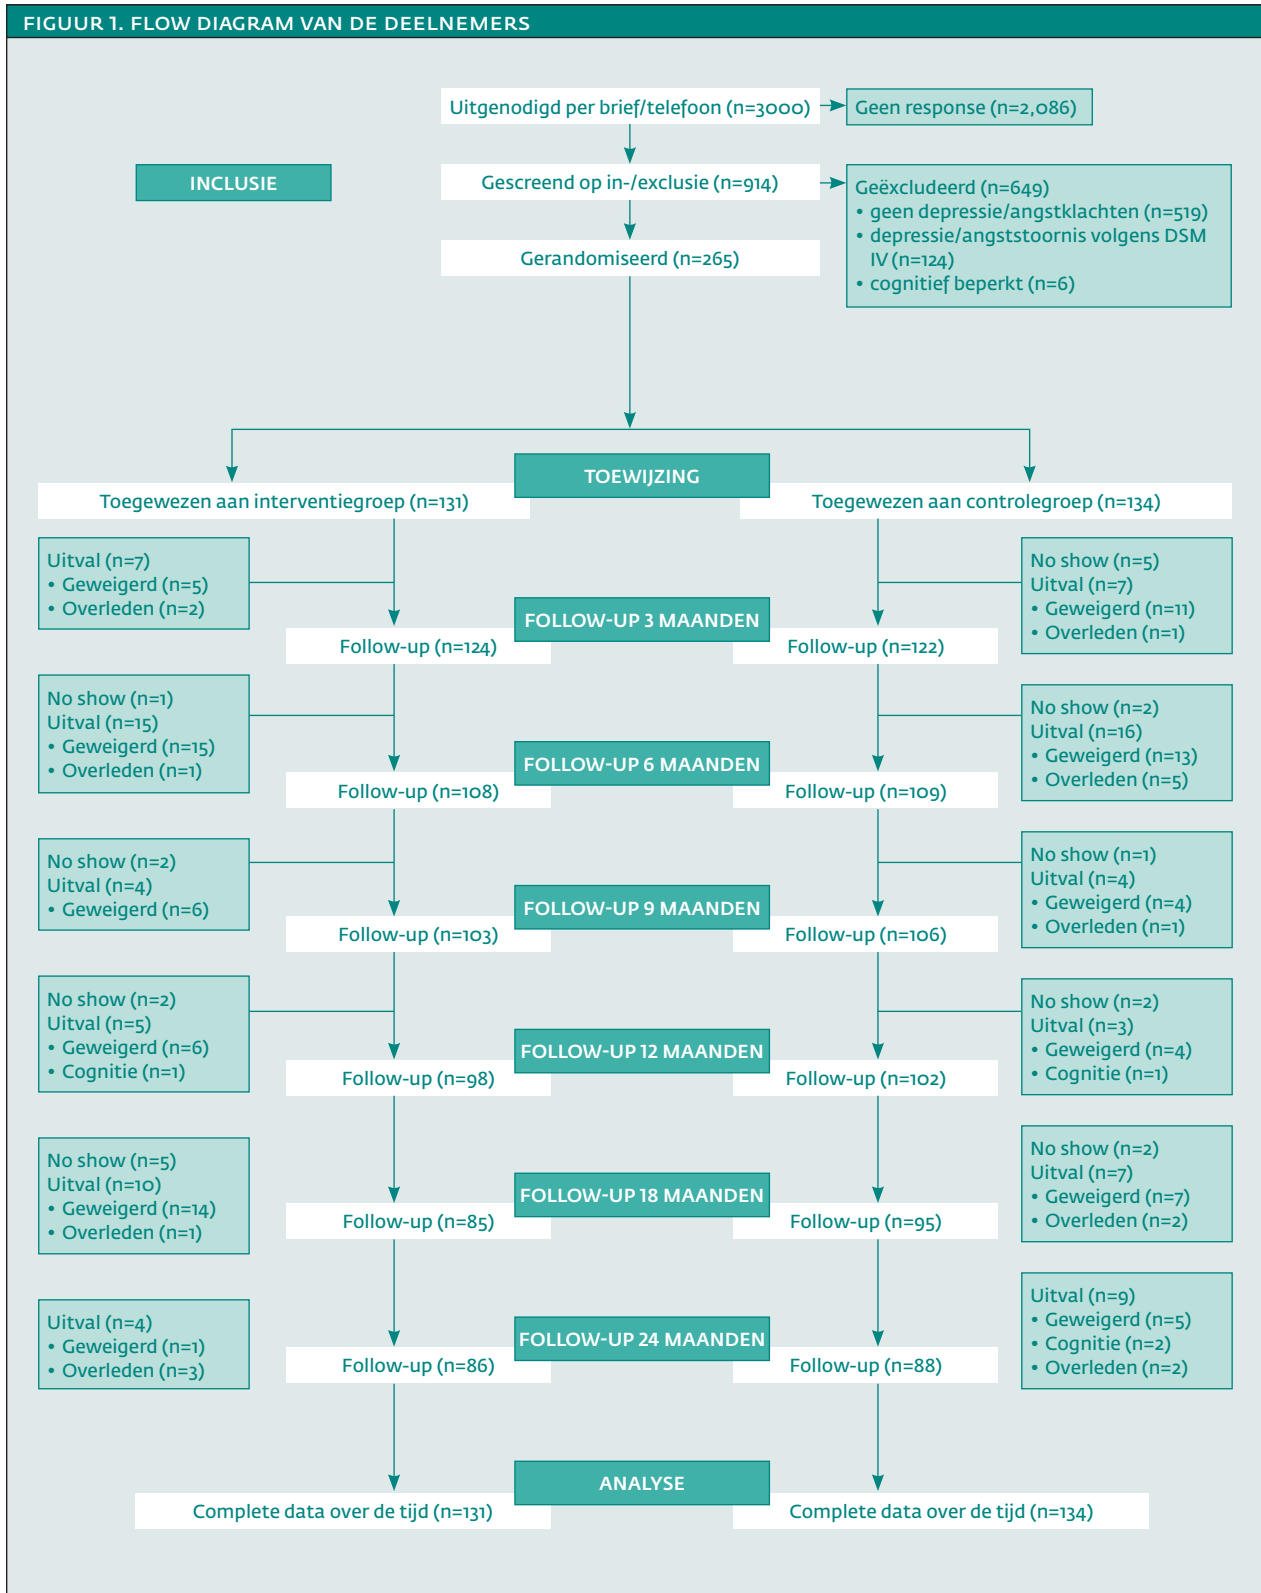 FIGUUR 1. FLOW DIAGRAM VAN DE DEELNEMERS
Uitgenodigd per brief/telefoon (n=3000)
Geen response (n=2,086)
INCLUSIE
Gescreend op in-/exclusie (n=914)
Geëxcludeerd (n=649)
• geen depressie/angstklachten (n=519)
• depressie/angststoornis volgens DSM
IV (n=124)
• cognitief beperkt (n=6)
Gerandomiseerd (n=265)
TOEWIJZING
Toegewezen aan interventiegroep (n=131)
Toegewezen aan controlegroep (n=134)
Uitval (n=7)
• Geweigerd (n=5)
• Overleden (n=2)
No show (n=5)
Uitval (n=7)
• Geweigerd (n=11)
• Overleden (n=1)
FOLLOW-UP 3 MAANDEN
Follow-up (n=124)
Follow-up (n=122)
No show (n=1)
Uitval (n=15)
• Geweigerd (n=15)
• Overleden (n=1)
No show (n=2)
Uitval (n=16)
• Geweigerd (n=13)
• Overleden (n=5)
FOLLOW-UP 6 MAANDEN
Follow-up (n=108)
Follow-up (n=109)
No show (n=2)
Uitval (n=4)
• Geweigerd (n=6)
No show (n=1)
Uitval (n=4)
• Geweigerd (n=4)
• Overleden (n=1)
FOLLOW-UP 9 MAANDEN
Follow-up (n=103)
Follow-up (n=106)
No show (n=2)
Uitval (n=5)
• Geweigerd (n=6)
• Cognitie (n=1)
No show (n=2)
Uitval (n=3)
• Geweigerd (n=4)
• Cognitie (n=1)
FOLLOW-UP 12 MAANDEN
Follow-up (n=98)
Follow-up (n=102)
No show (n=5)
Uitval (n=10)
• Geweigerd (n=14)
• Overleden (n=1)
No show (n=2)
Uitval (n=7)
• Geweigerd (n=7)
• Overleden (n=2)
FOLLOW-UP 18 MAANDEN
Follow-up (n=85)
Follow-up (n=95)
Uitval (n=4)
• Geweigerd (n=1)
• Overleden (n=3)
Uitval (n=9)
• Geweigerd (n=5)
• Cognitie (n=2)
• Overleden (n=2)
FOLLOW-UP 24 MAANDEN
Follow-up (n=86)
Follow-up (n=88)
ANALYSE
Complete data over de tijd (n=131)
Complete data over de tijd (n=134)